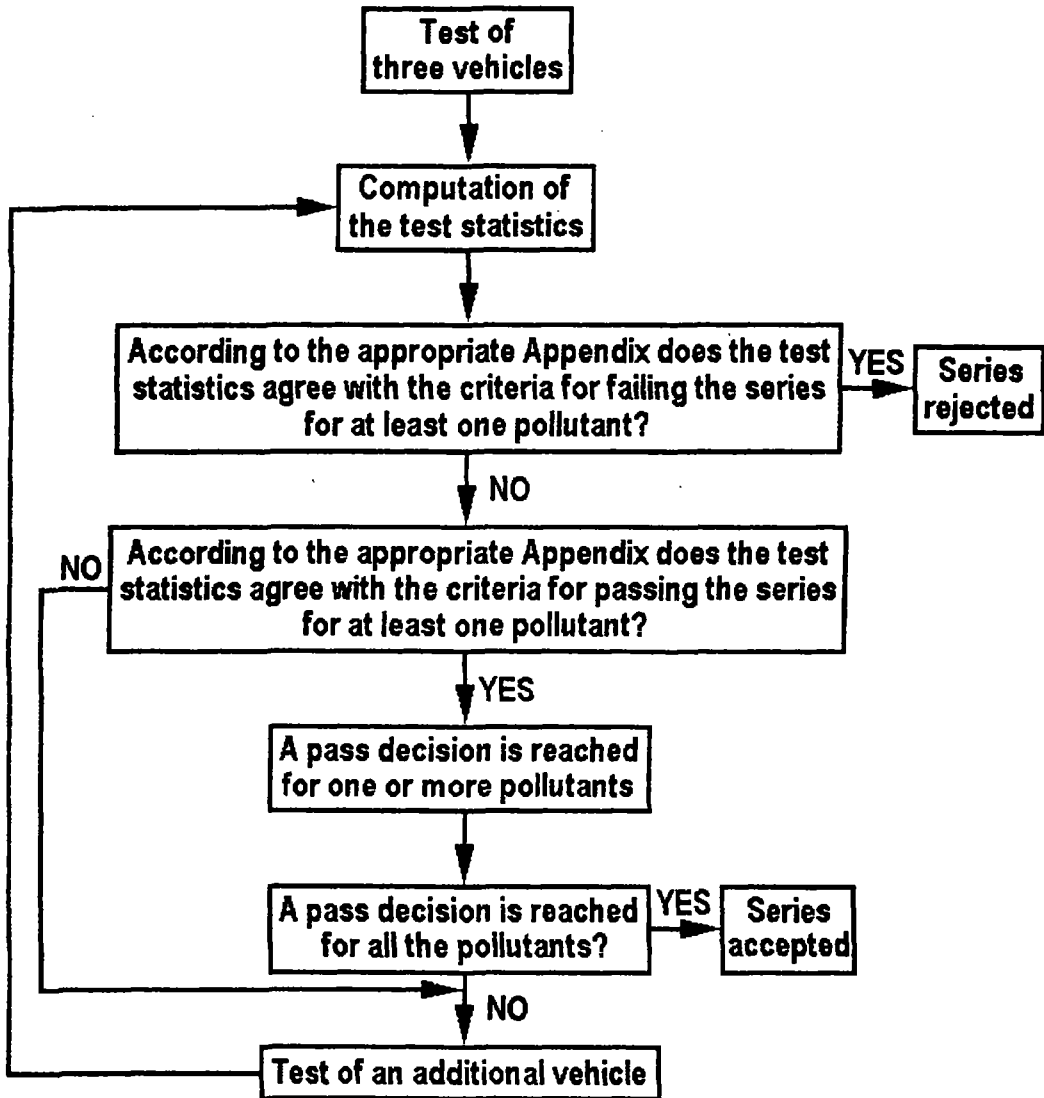 Test of
three vehicles
Computation of
the test statistics
According to the appropriate Appendix does the test
statistics agree with the criteria for failing the series
for at least one pollutant?
YES
Series
rejected
NO
According to the appropriate Appendix does the test
statistics agree with the criteria for passing the series
for at least one pollutant?
NO
YES
A pass decision is reached
for one or more pollutants
A pass decision is reached
for all the pollutants?
YES
Series
accepted
NO
Test of an additional vehicle